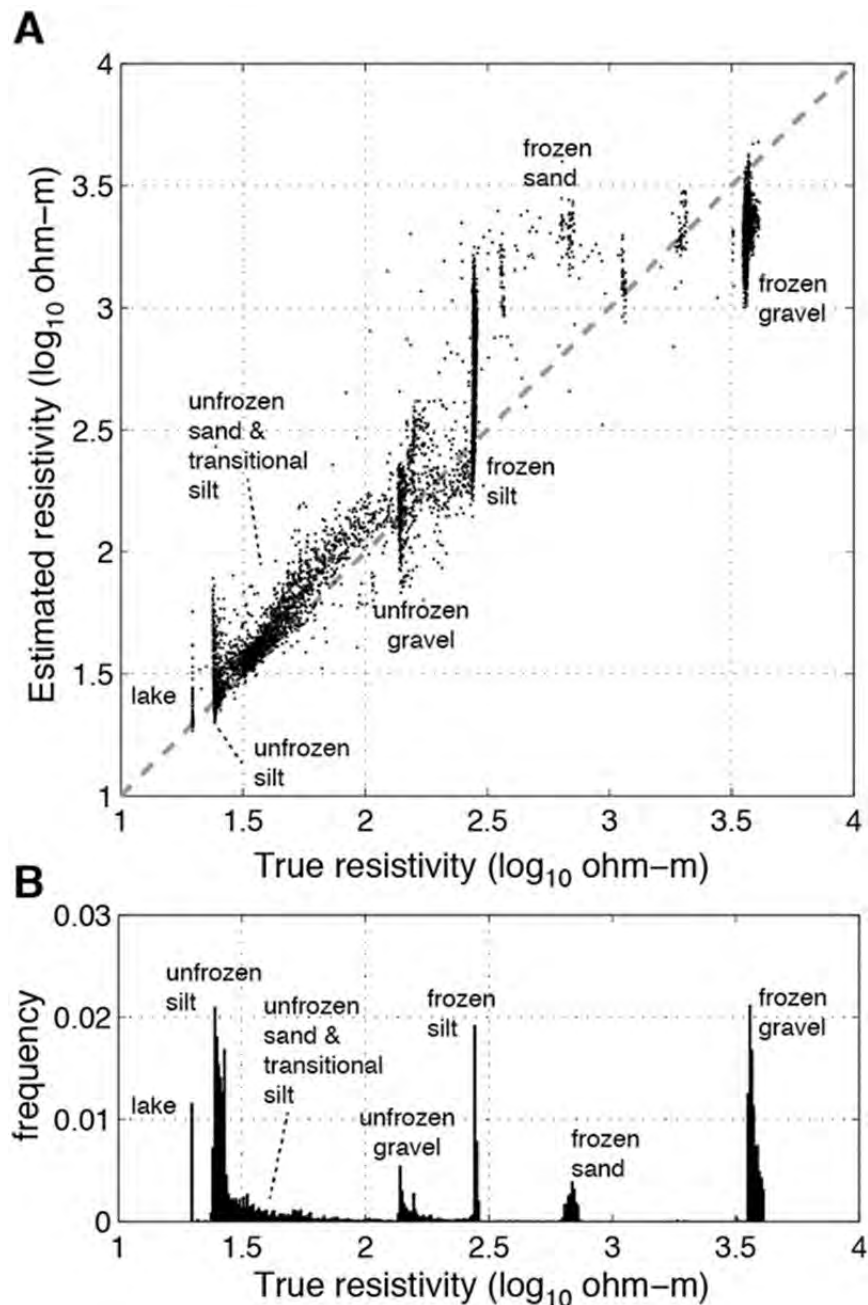 A
Estimated resistivity (log10 ohm–m)
4
3.5
3
2.5
2
1.5
1
frozen
sand
frozen
gravel
unfrozen
sand &
transitional
silt
frozen
silt
unfrozen
gravel
lake
unfrozen
silt
1 1.5 2 2.5 3 3.5 4
True resistivity (log10 ohm–m)
B
frequency
0.03
0.02
0.01
0
unfrozen
silt
unfrozen
sand &
transitional
silt
frozen
silt
frozen
gravel
lake
unfrozen
gravel
frozen
sand
1 1.5 2 2.5 3 3.5 4
True resistivity (log10 ohm–m)